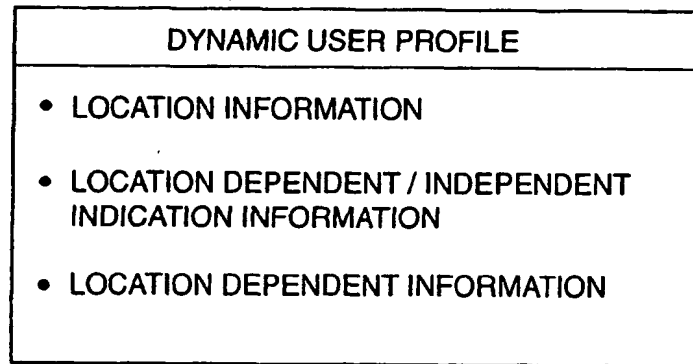 DYNAMIC USER PROFILE
• LOCATION INFORMATION
• LOCATION DEPENDENT / INDEPENDENT
INDICATION INFORMATION
• LOCATION DEPENDENT INFORMATION